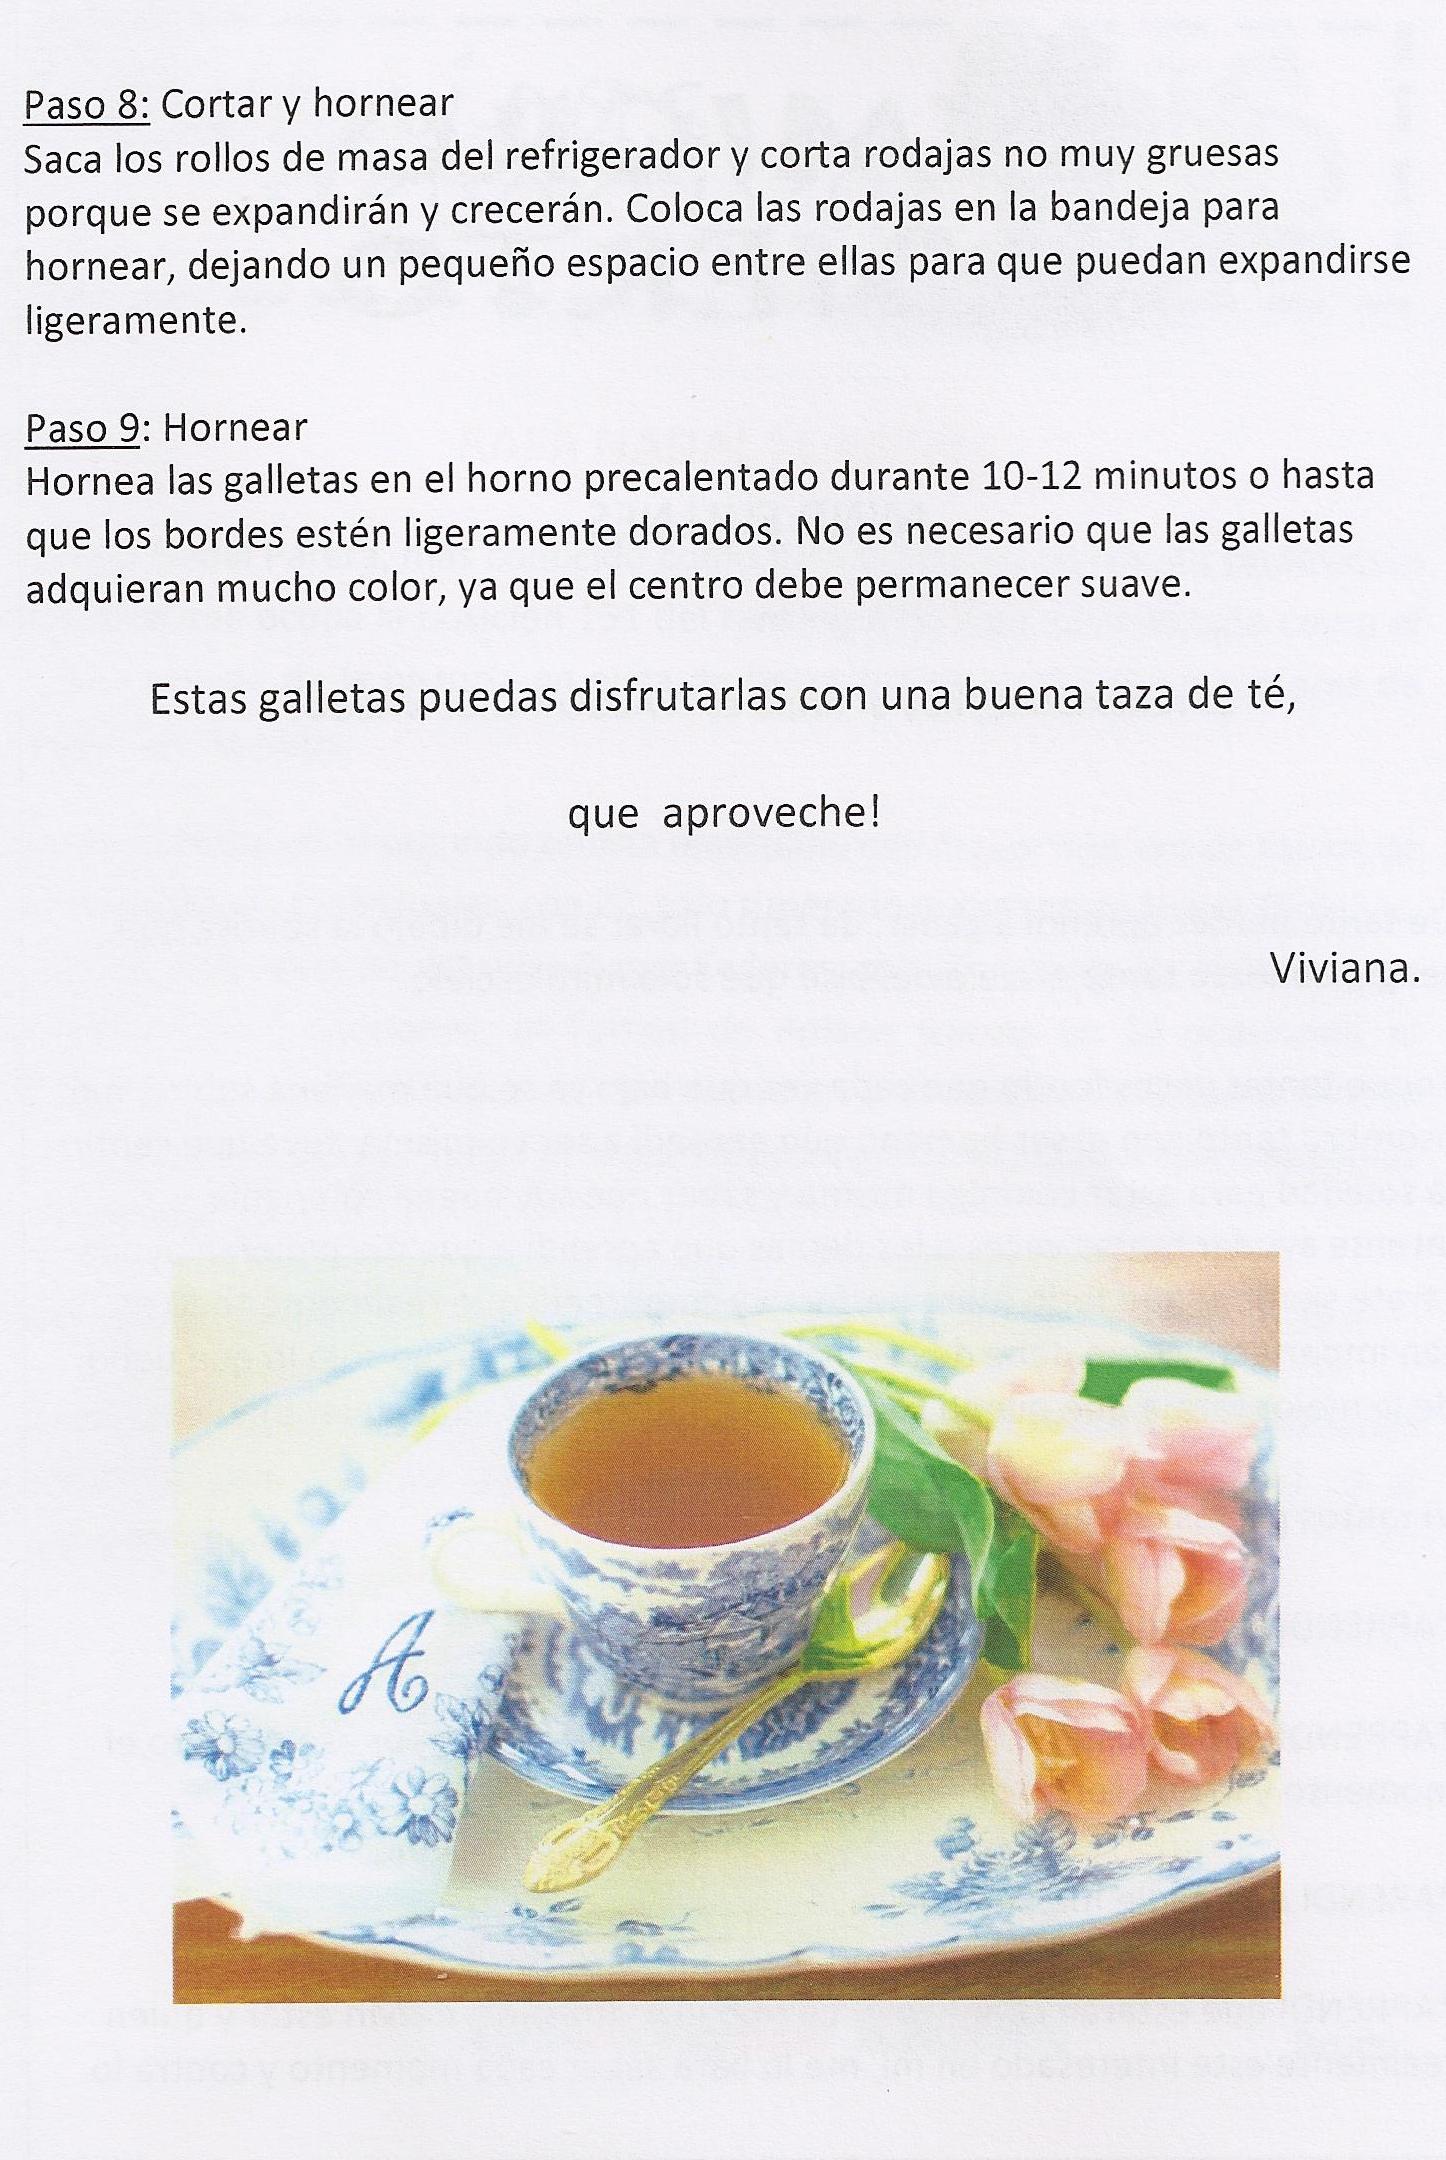 Paso 8: Cortar y hornear
Saca los rollos de masa del refrigerador y corta rodajas no muy gruesas
porque se expandirán y crecerán. Coloca las rodajas en la bandeja para
hornear, dejando un pequeño espacio entre ellas para que puedan expandirse
ligeramente.
Paso 9: Hornear
Hornea las galletas en el horno precalentado durante 10-12 minutos o hasta
que los bordes estén ligeramente dorados. No es necesario que las galletas
adquieran mucho color, ya que el centro debe permanecer suave.
Estas galletas puedas disfrutarlas con una buena taza de té,
que aproveche!
Viviana.
A